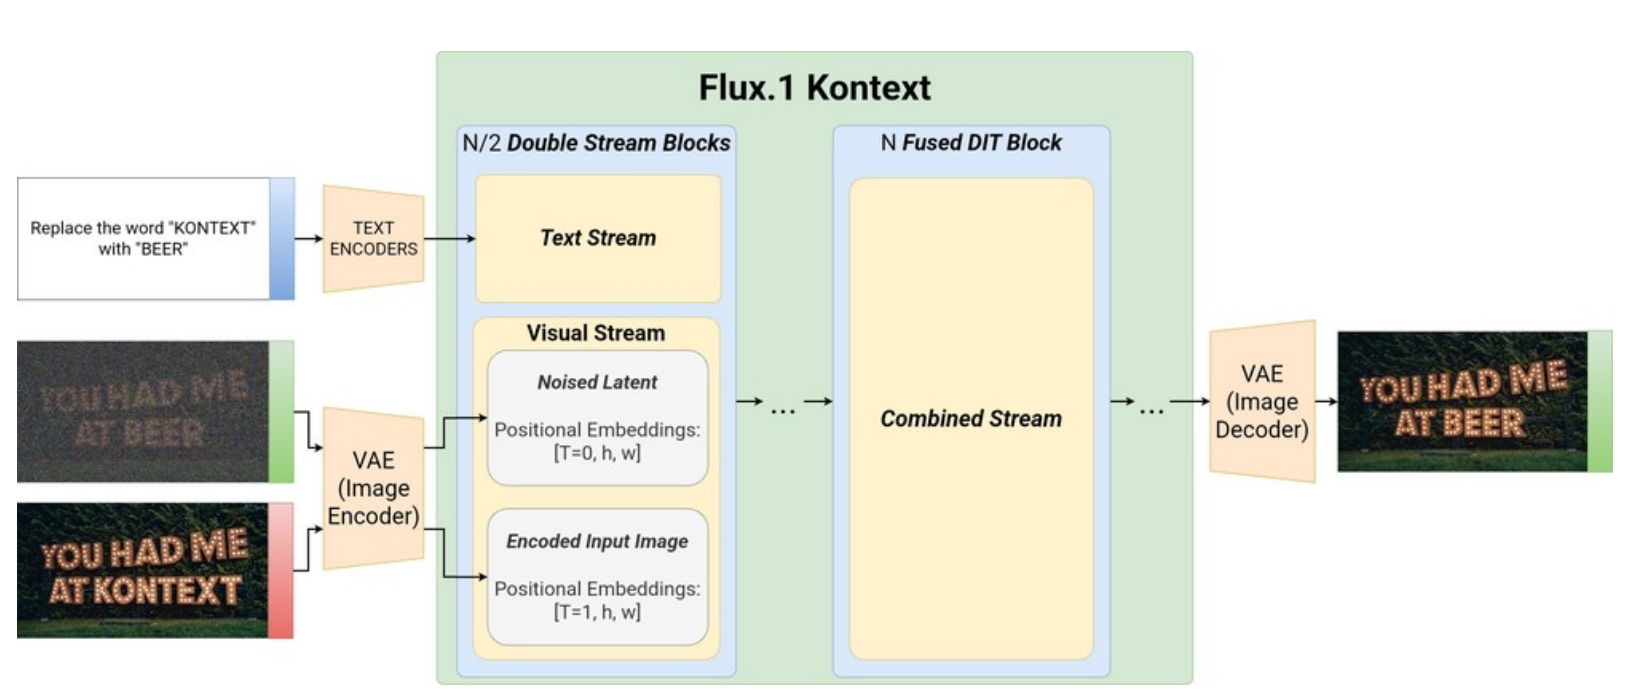 Flux.1 Kontext
N/2 Double Stream Blocks
N Fused DIT Block
Replace the word "KONTEXT"
with "BEER"
TEXT
ENCODERS
Text Stream
Visual Stream
Noised Latent
Positional Embeddings:
[T=0, h, w]
Encoded Input Image
Positional Embeddings:
[T=1, h, w]
YOU HAD ME
AT BEER
YOU HAD ME
AT KONTEXT
VAE
(Image
Encoder)
...
Combined Stream
...
VAE
(Image
Decoder)
YOU HAD ME
AT BEER